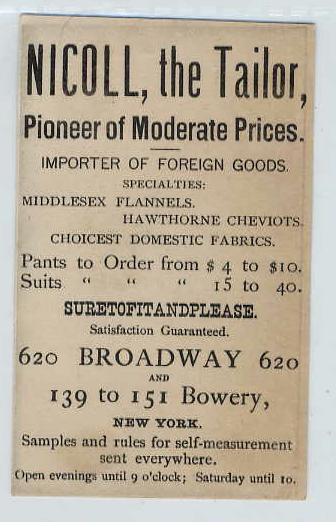 NICOLL, the Tailor,
Pioneer of Moderate Prices.
IMPORTER OF FOREIGN GOODS.
SPECIALTIES:
MIDDLESEX FLANNELS.
HAWTHORNE CHEVIOTS.
CHOICEST DOMESTIC FABRICS.
Pants to Order from $ 4 to $10.
Suits " " " 15 to 40.
SURETOFITANDPLEASE.
Satisfaction Guaranteed.
620 BROADWAY 620
AND
139 to 151 Bowery,
NEW YORK.
Samples and rules for self-measurement
sent everywhere.
Open evenings until 9 o'clock; Saturday until 10.